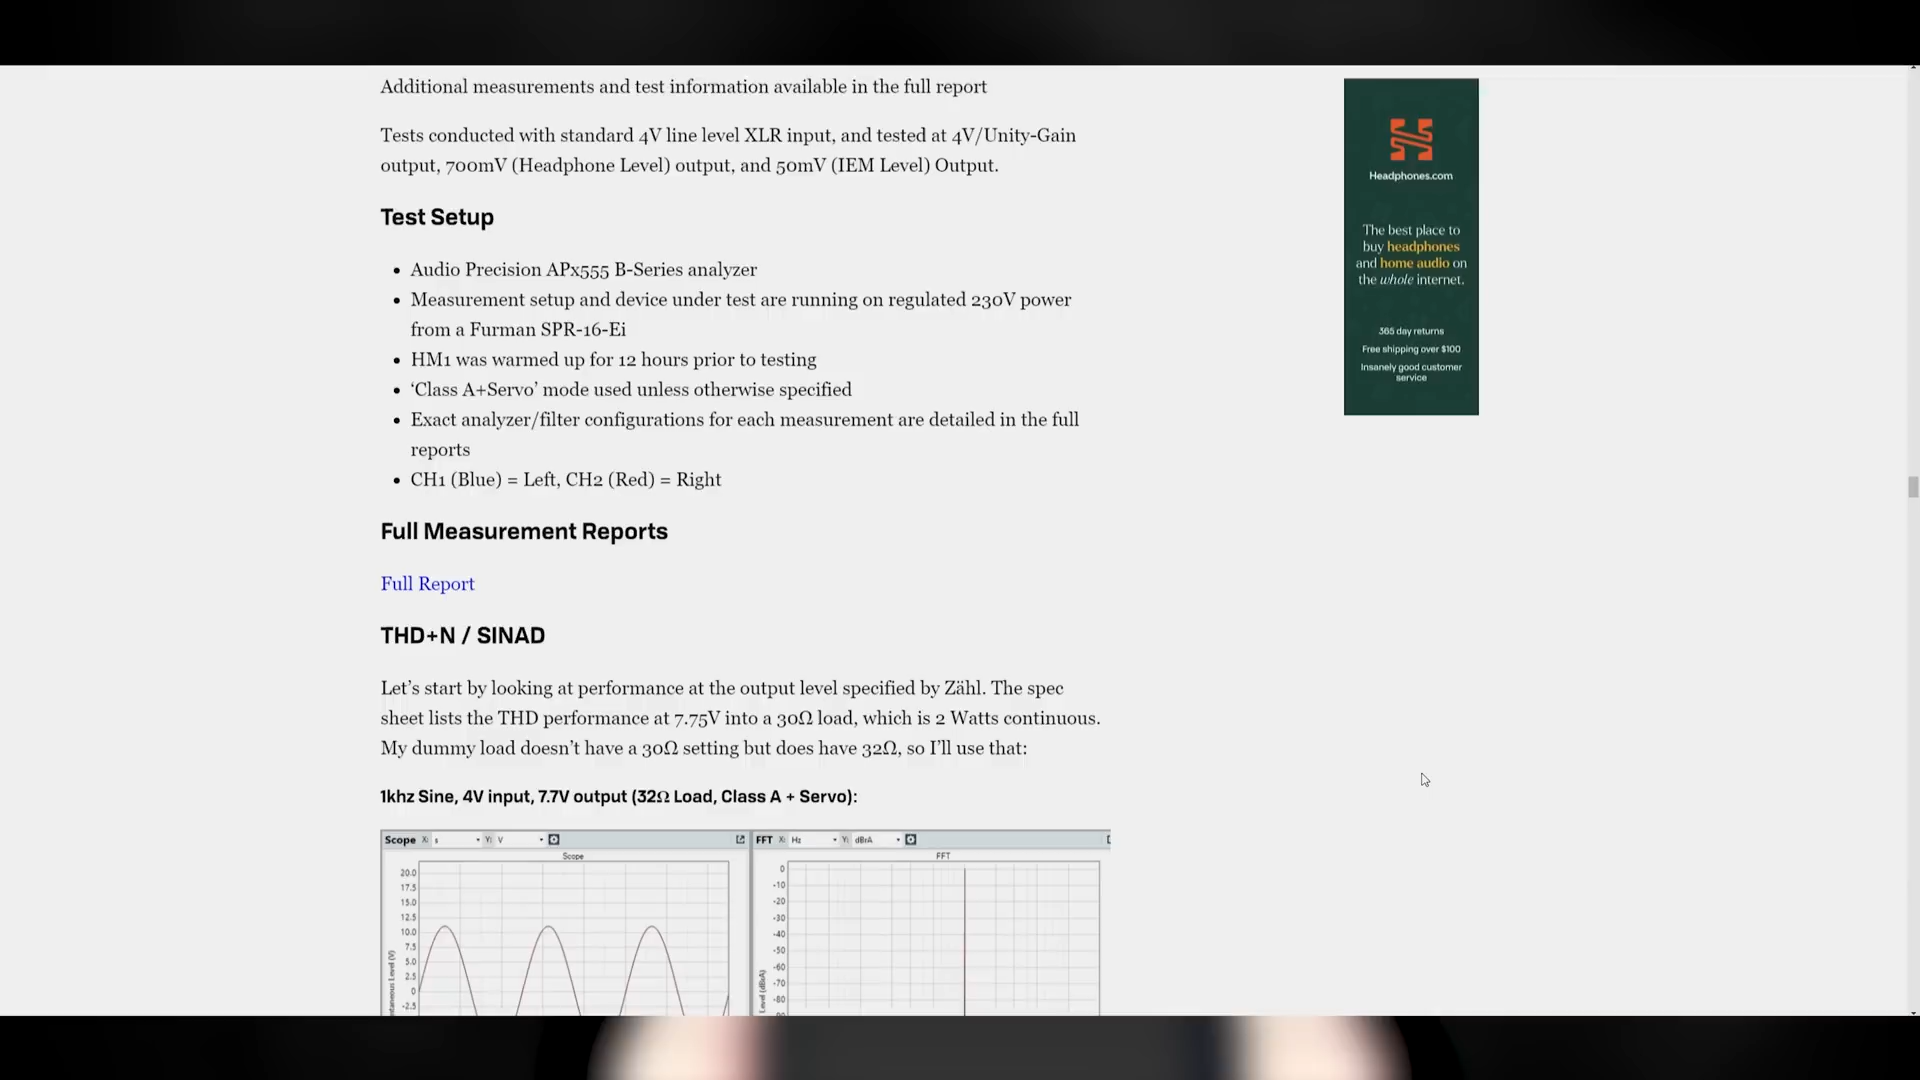 Additional measurements and test information available in the full report
Tests conducted with standard 4V line level XLR input, and tested at 4V/Unity-Gain
output, 700mV (Headphone Level) output, and 50mV (IEM Level) Output.
Test Setup
• Audio Precision APx555 B-Series analyzer
• Measurement setup and device under test are running on regulated 230V power
from a Furman SPR-16-Ei
• HM1 was warmed up for 12 hours prior to testing
• ‘Class A+Servo’ mode used unless otherwise specified
• Exact analyzer/filter configurations for each measurement are detailed in the full
reports
• CH1 (Blue) = Left, CH2 (Red) = Right
Full Measurement Reports
Full Report
THD+N / SINAD
Let’s start by looking at performance at the output level specified by Zähl. The spec
sheet lists the THD performance at 7.75V into a 30Ω load, which is 2 Watts continuous.
My dummy load doesn’t have a 30Ω setting but does have 32Ω, so I’ll use that:
1khz Sine, 4V input, 7.7V output (32Ω Load, Class A + Servo):
Scope X: s Y: V
Scope
20.0
17.5
15.0
12.5
10.0
7.5
5.0
2.5
0
-2.5
FFT X: Hz Y: dBrA
FFT
0
-10
-20
-30
-40
-50
-60
-70
-80
Level (dBrA)
Headphones.com
The best place to
buy headphones
and home audio on
the whole internet.
365 day returns
Free shipping over $100
Insanely good customer
service